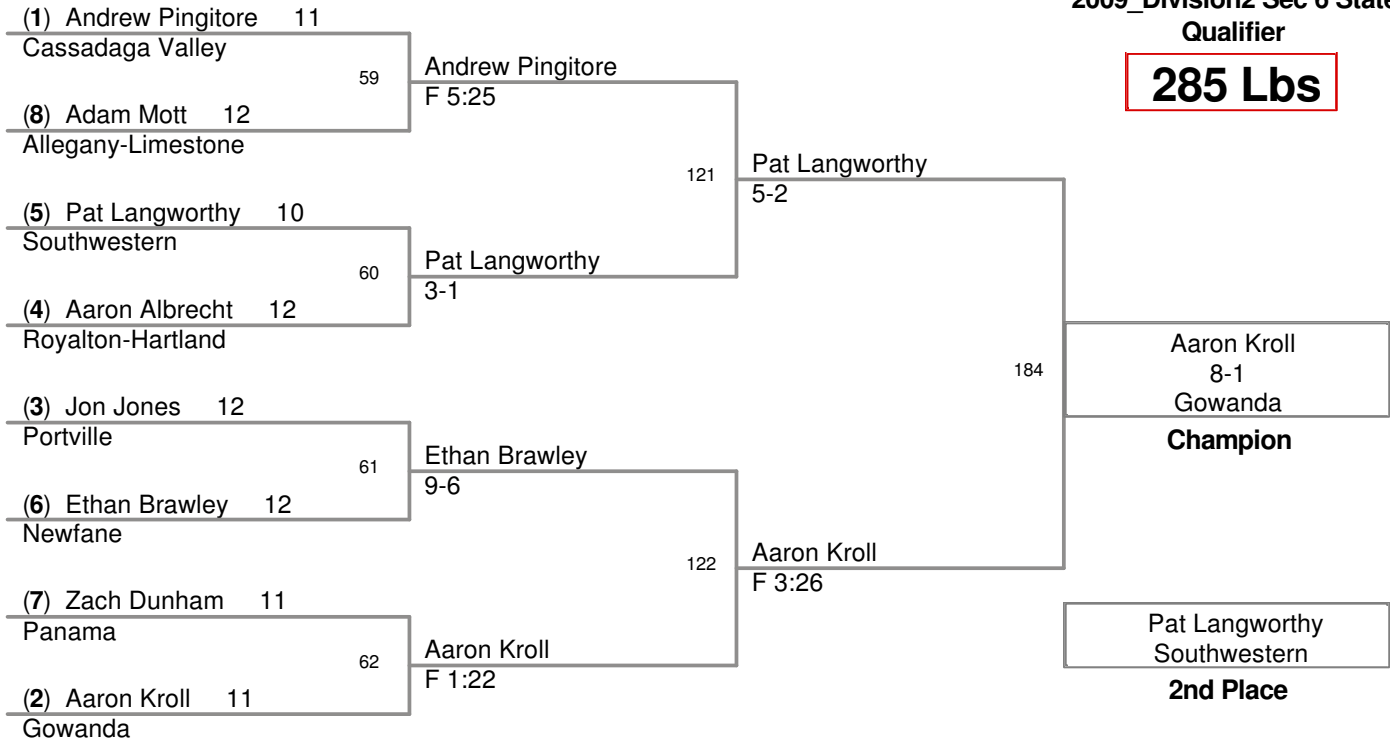 2009_Division2 Sec 6 State
Qualifier
285 Lbs
(1) Andrew Pingitore 11
Cassadaga Valley
59
(8) Adam Mott 12
Allegany-Limestone
Andrew Pingitore
F 5:25
(5) Pat Langworthy 10
Southwestern
60
(4) Aaron Albrecht 12
Royalton-Hartland
Pat Langworthy
3-1
121
Pat Langworthy
5-2
(3) Jon Jones 12
Portville
61
(6) Ethan Brawley 12
Newfane
Ethan Brawley
9-6
(7) Zach Dunham 11
Panama
62
(2) Aaron Kroll 11
Gowanda
Aaron Kroll
F 1:22
122
Aaron Kroll
F 3:26
184
Aaron Kroll
8-1
Gowanda
Champion
Pat Langworthy
Southwestern
2nd Place